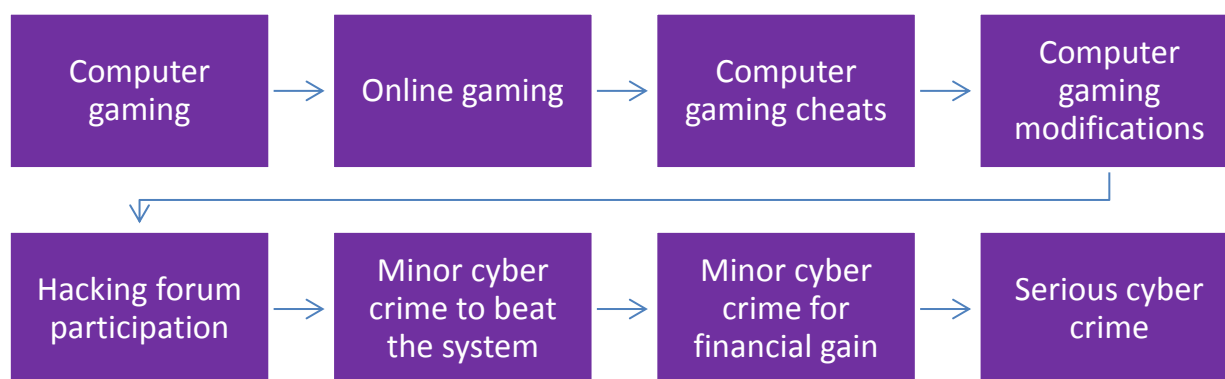 Computer
gaming
Online gaming
Computer
gaming cheats
Computer
gaming
modifications
Hacking forum
participation
Minor cyber
crime to beat
the system
Minor cyber
crime for
financial gain
Serious cyber
crime